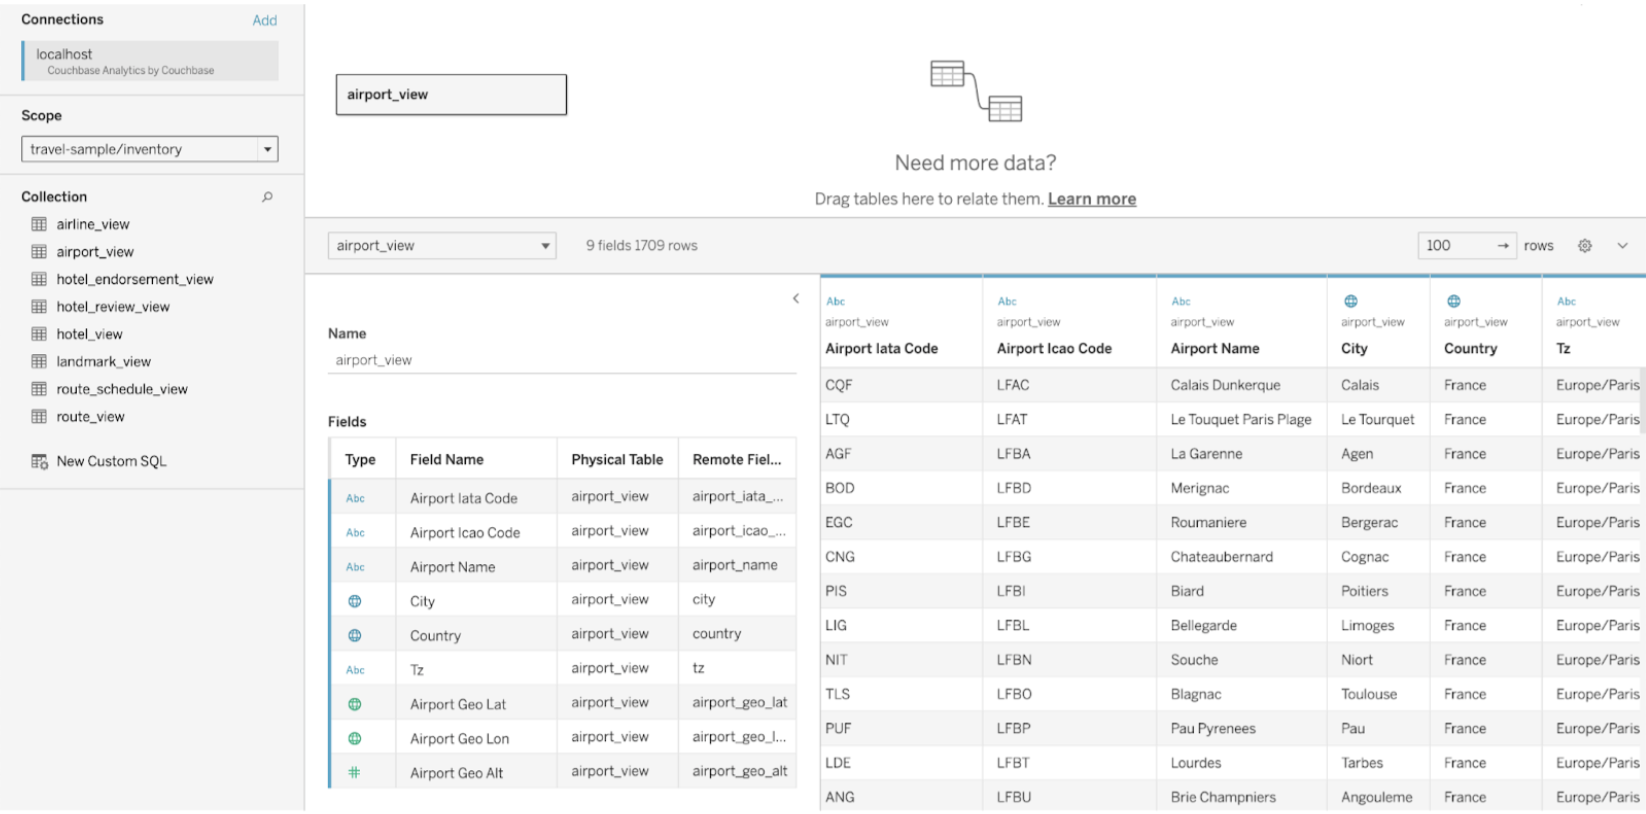 Connections Add
localhost
Couchbase Analytics by Couchbase
Scope
travel-sample/inventory
Collection
airline_view
airport_view
hotel_endorsement_view
hotel_review_view
hotel_view
landmark_view
route_schedule_view
route_view
New Custom SQL
airport_view
Need more data?
Drag tables here to relate them. Learn more
airport_view 9 fields 1709 rows 100 → rows
Name
airport_view
Fields
Type Field Name Physical Table Remote Fiel...
Abc Airport Iata Code airport_view airport_iata_...
Abc Airport Icao Code airport_view airport_icao_...
Abc Airport Name airport_view airport_name
City airport_view city
Country airport_view country
Abc Tz airport_view tz
Airport Geo Lat airport_view airport_geo_lat
Airport Geo Lon airport_view airport_geo_l...
# Airport Geo Alt airport_view airport_geo_alt
Abc Abc Abc Abc
airport_view airport_view airport_view airport_view airport_view airport_view
Airport Iata Code Airport Icao Code Airport Name City Country Tz
CQF LFAC Calais Dunkerque Calais France Europe/Paris
LTQ LFAT Le Touquet Paris Plage Le Tourquet France Europe/Paris
AGF LFBA La Garenne Agen France Europe/Paris
BOD LFBD Merignac Bordeaux France Europe/Paris
EGC LFBE Roumaniere Bergerac France Europe/Paris
CNG LFBG Chateaubernard Cognac France Europe/Paris
PIS LFBI Biard Poitiers France Europe/Paris
LIG LFBL Bellegarde Limoges France Europe/Paris
NIT LFBN Souche Niort France Europe/Paris
TLS LFBO Blagnac Toulouse France Europe/Paris
PUF LFBP Pau Pyrenees Pau France Europe/Paris
LDE LFBT Lourdes Tarbes France Europe/Paris
ANG LFBU Brie Champniers Angouleme France Europe/Paris